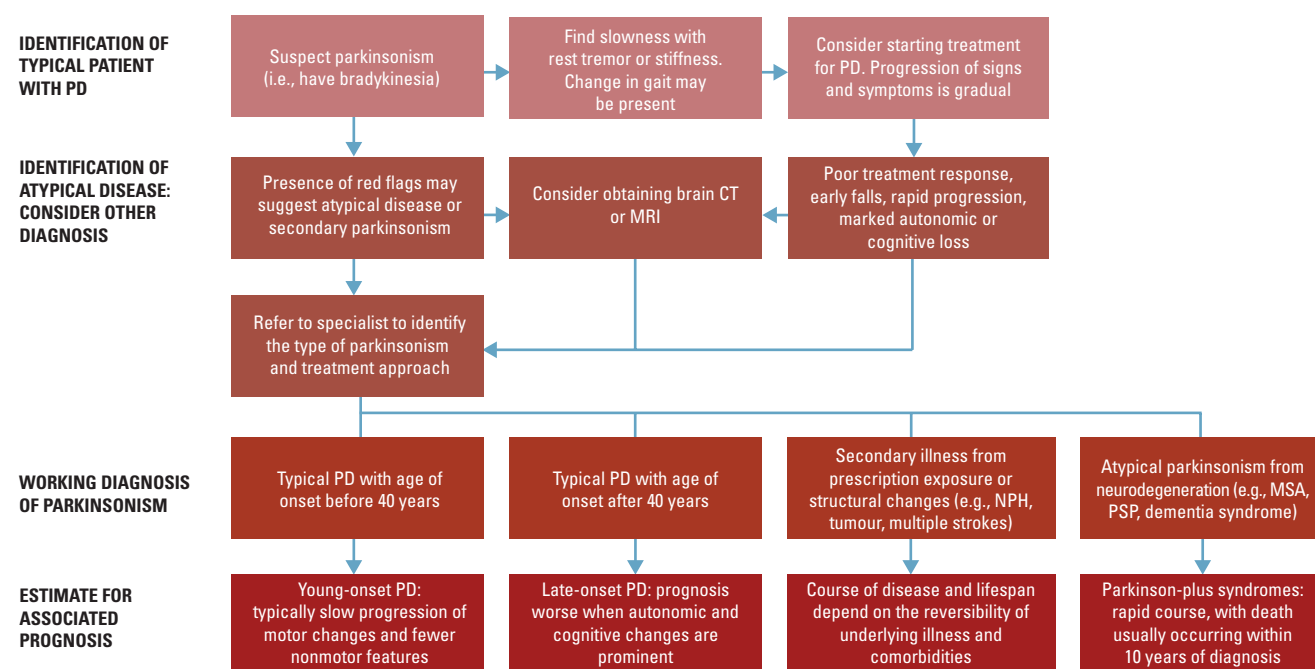 IDENTIFICATION OF
TYPICAL PATIENT
WITH PD
Suspect parkinsonism
(i.e., have bradykinesia)
Find slowness with
rest tremor or stiffness.
Change in gait may
be present
Consider starting treatment
for PD. Progression of signs
and symptoms is gradual
IDENTIFICATION OF
ATYPICAL DISEASE:
CONSIDER OTHER
DIAGNOSIS
Presence of red flags may
suggest atypical disease or
secondary parkinsonism
Consider obtaining brain CT
or MRI
Poor treatment response,
early falls, rapid progression,
marked autonomic or
cognitive loss
Refer to specialist to identify
the type of parkinsonism
and treatment approach
WORKING DIAGNOSIS
OF PARKINSONISM
Typical PD with age of
onset before 40 years
Typical PD with age of
onset after 40 years
Secondary illness from
prescription exposure or
structural changes (e.g., NPH,
tumour, multiple strokes)
Atypical parkinsonism from
neurodegeneration (e.g., MSA,
PSP, dementia syndrome)
ESTIMATE FOR
ASSOCIATED
PROGNOSIS
Young-onset PD:
typically slow progression of
motor changes and fewer
nonmotor features
Late-onset PD: prognosis
worse when autonomic and
cognitive changes are
prominent
Course of disease and lifespan
depend on the reversibility of
underlying illness and
comorbidities
Parkinson-plus syndromes:
rapid course, with death
usually occurring within
10 years of diagnosis